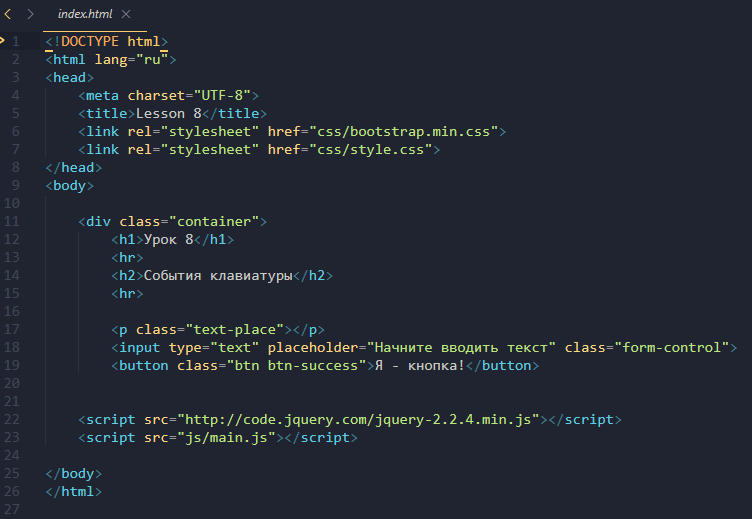 index.html
1 <!DOCTYPE html>
2 <html lang="ru">
3 <head>
4 <meta charset="UTF-8">
5 <title>Lesson 8</title>
6 <link rel="stylesheet" href="css/bootstrap.min.css">
7 <link rel="stylesheet" href="css/style.css">
8 </head>
9 <body>
10
11 <div class="container">
12 <h1>Урок 8</h1>
13 <hr>
14 <h2>События клавиатуры</h2>
15 <hr>
16
17 <p class="text-place"></p>
18 <input type="text" placeholder="Начните вводить текст" class="form-control">
19 <button class="btn btn-success">Я - кнопка!</button>
20
21
22 <script src="http://code.jquery.com/jquery-2.2.4.min.js"></script>
23 <script src="js/main.js"></script>
24
25 </body>
26 </html>
27